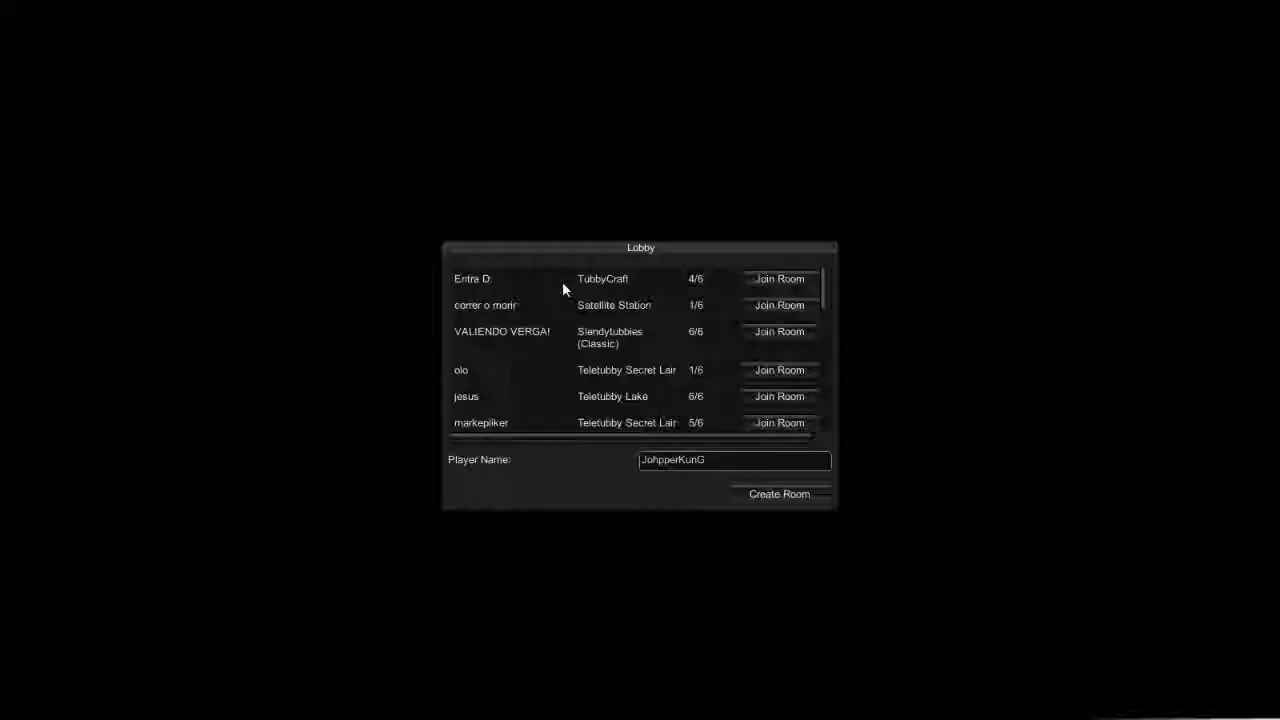 Lobby
Entra D: TubbyCraft 4/6 Join Room
correr o morir Satellite Station 1/6 Join Room
VALIENDO VERGA! Slendytubbies 6/6 Join Room
(Classic)
olo Teletubby Secret Lair 1/6 Join Room
jesus Teletubby Lake 6/6 Join Room
markepliker Teletubby Secret Lair 5/6 Join Room
Player Name: JohpperKunG
Create Room